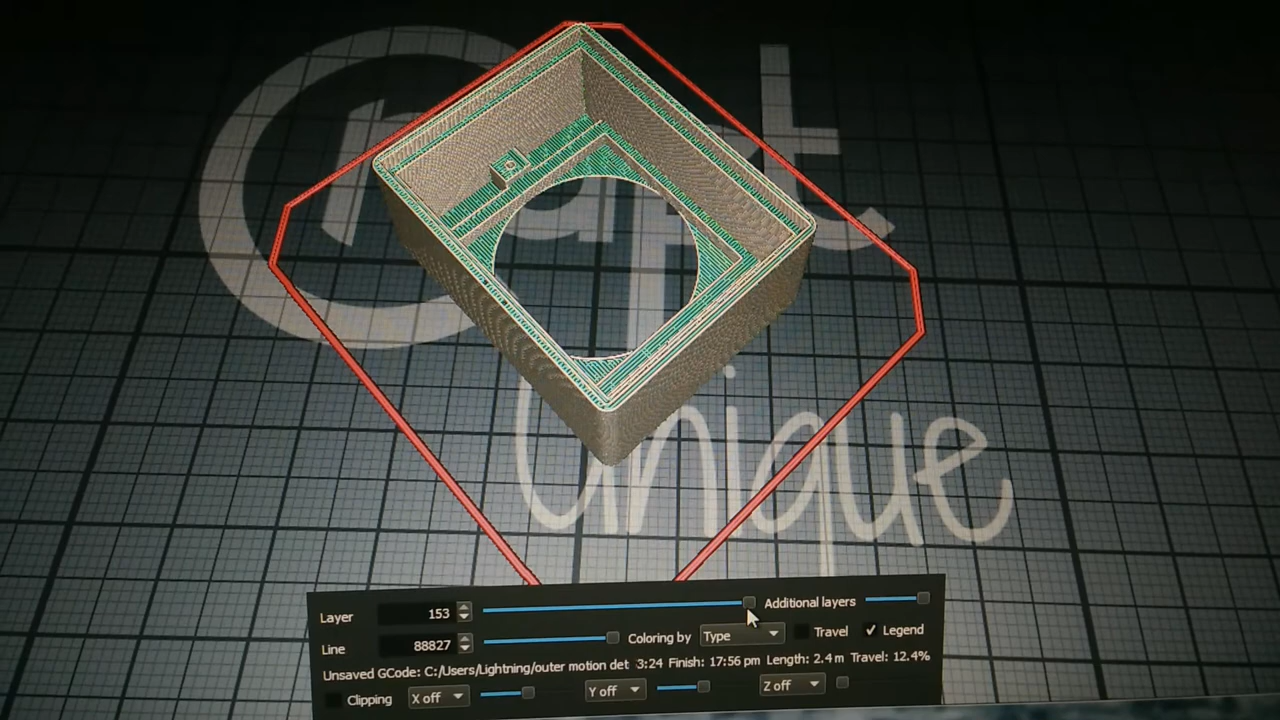 Craft
Unique
Layer 153 Additional layers
Line 88827 Coloring by Type Travel Legend
Unsaved GCode: C:/Users/Lightning/outer motion det 3:24 Finish: 17:56 pm Length: 2.4 m Travel: 12.4%
Clipping X off Y off Z off